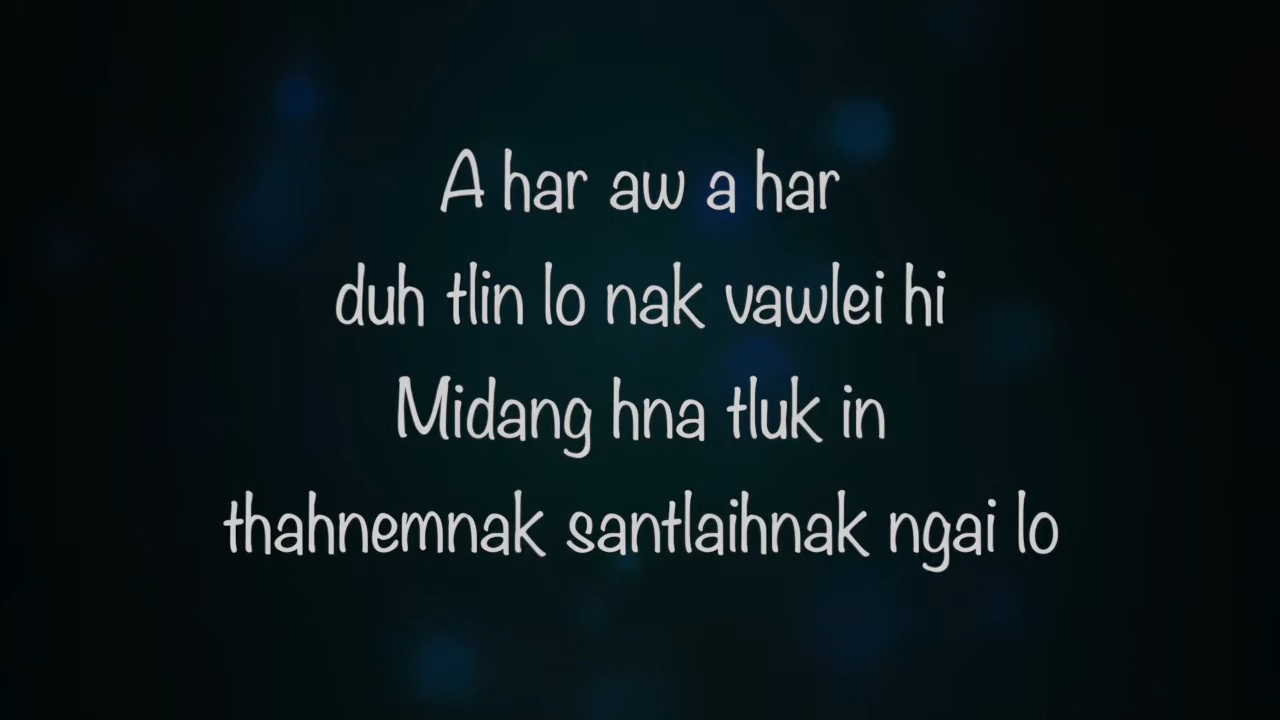 A har aw a har
duh tlin lo nak vawlei hi
Midang hna tluk in
thahnemnak santlaihnak ngai lo